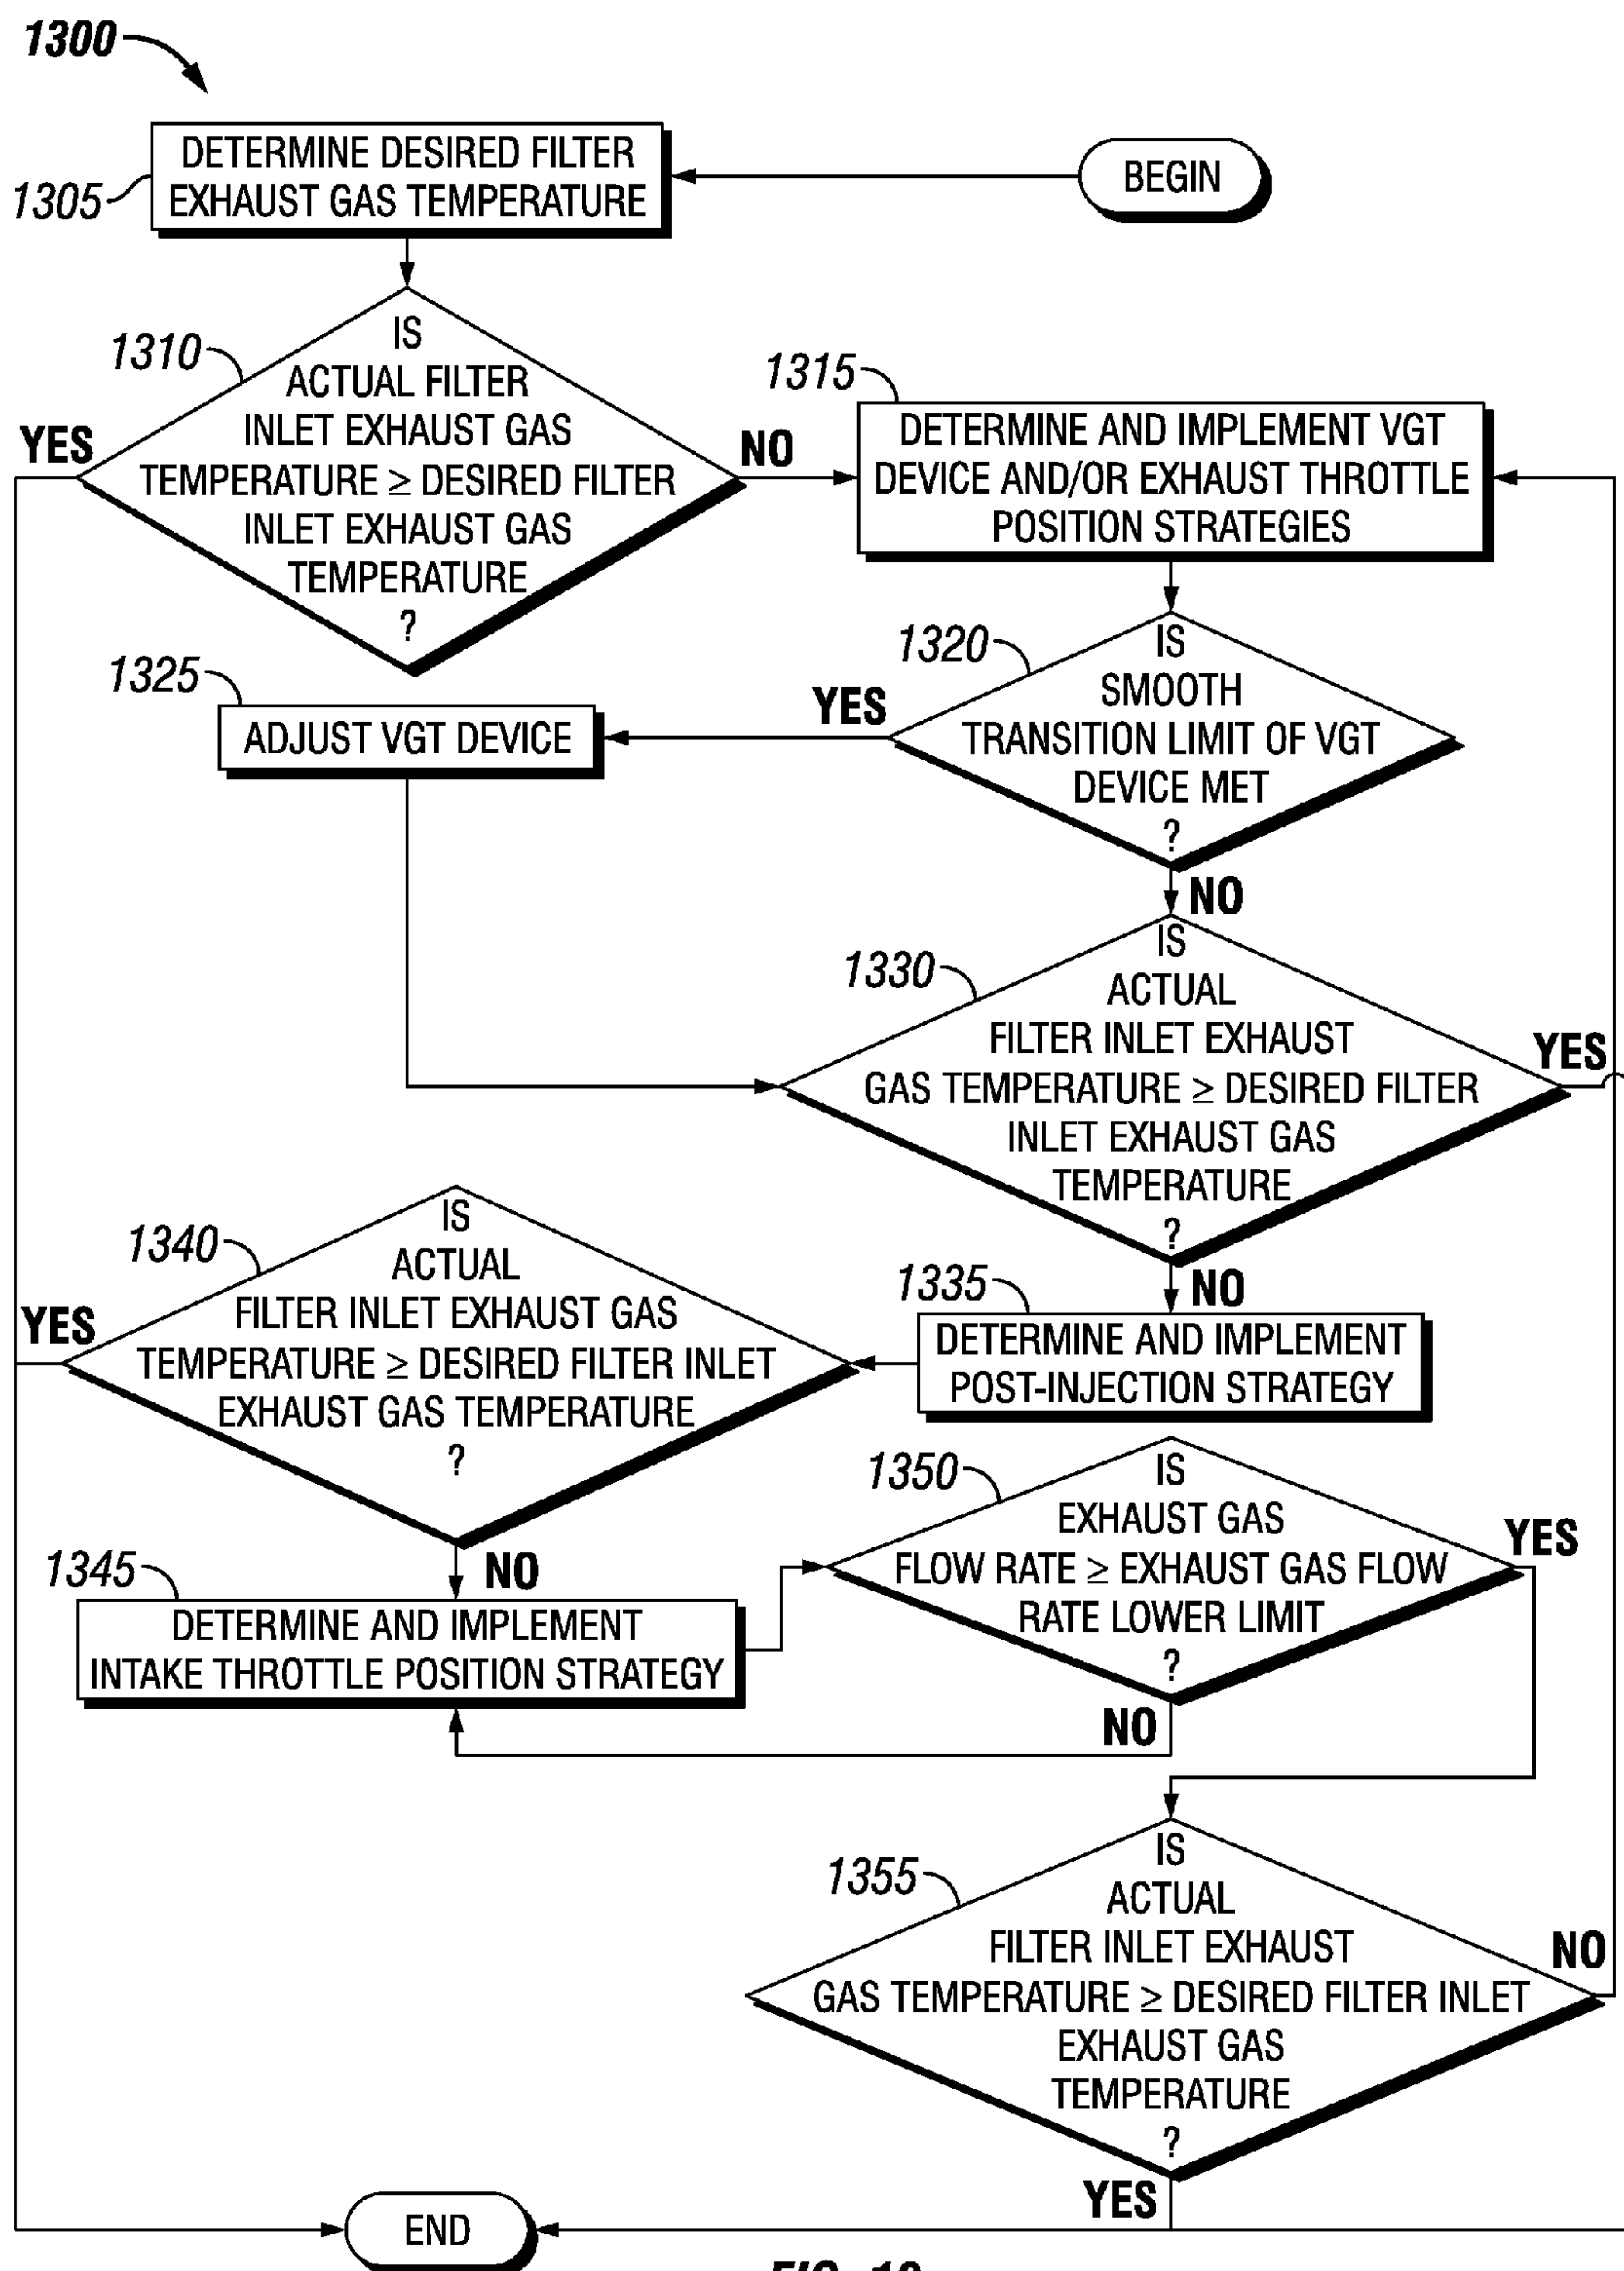 1300
DETERMINE DESIRED FILTER
EXHAUST GAS TEMPERATURE
1305
BEGIN
1310
IS
ACTUAL FILTER
INLET EXHAUST GAS
TEMPERATURE ≥ DESIRED FILTER
INLET EXHAUST GAS
TEMPERATURE
?
YES
NO
1315
DETERMINE AND IMPLEMENT VGT
DEVICE AND/OR EXHAUST THROTTLE
POSITION STRATEGIES
1320
IS
SMOOTH
TRANSITION LIMIT OF VGT
DEVICE MET
?
YES
NO
1325
ADJUST VGT DEVICE
1330
IS
ACTUAL
FILTER INLET EXHAUST
GAS TEMPERATURE ≥ DESIRED FILTER
INLET EXHAUST GAS
TEMPERATURE
?
YES
NO
1335
DETERMINE AND IMPLEMENT
POST-INJECTION STRATEGY
1340
IS
ACTUAL
FILTER INLET EXHAUST GAS
TEMPERATURE ≥ DESIRED FILTER INLET
EXHAUST GAS TEMPERATURE
?
YES
NO
1345
DETERMINE AND IMPLEMENT
INTAKE THROTTLE POSITION STRATEGY
1350
IS
EXHAUST GAS
FLOW RATE ≥ EXHAUST GAS FLOW
RATE LOWER LIMIT
?
YES
NO
1355
IS
ACTUAL
FILTER INLET EXHAUST
GAS TEMPERATURE ≥ DESIRED FILTER INLET
EXHAUST GAS
TEMPERATURE
?
NO
YES
END